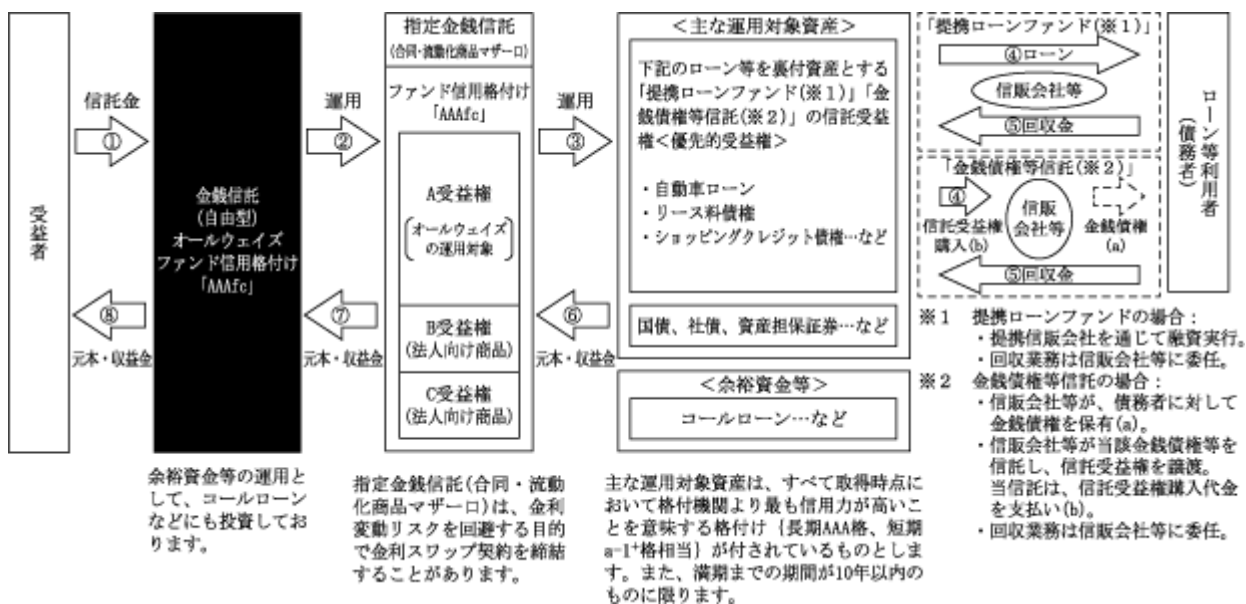 受益者
信託金
①
⑧
元本・収益金
金銭信託
(自由型)
オールウェイズ
ファンド信用格付け
「AAAfc」
余裕資金等の運用と
して、コールローン
などにも投資してお
ります。
運用
②
⑦
元本・収益金
指定金銭信託
(合同・流動化商品マザー口)
ファンド信用格付け
「AAAfc」
A受益権
オールウェイズ
の運用対象
B受益権
(法人向け商品)
C受益権
(法人向け商品)
指定金銭信託(合同・流動
化商品マザー口)は、金利
変動リスクを回避する目的
で金利スワップ契約を締結
することがあります。
運用
③
⑥
元本・収益金
<主な運用対象資産>
下記のローン等を裏付資産とする
「提携ローンファンド(※1)」「金
銭債権等信託(※2)」の信託受益
権<優先的受益権>
・自動車ローン
・リース料債権
・ショッピングクレジット債権…など
国債、社債、資産担保証券…など
<余裕資金等>
コールローン…など
主な運用対象資産は、すべて取得時点に
おいて格付機関より最も信用力が高いこ
とを意味する格付け{長期AAA格、短期
a-1+格相当}が付されているものとしま
す。また、満期までの期間が10年以内の
ものに限ります。
「提携ローンファンド(※1)」
④ローン
信販会社等
⑤回収金
「金銭債権等信託(※2)」
④
信託受益権
購入(b)
信販
会社等
金銭債権
(a)
⑤回収金
ローン等利用者
(債務者)
※1 提携ローンファンドの場合:
・提携信販会社を通じて融資実行。
・回収業務は信販会社等に委任。
※2 金銭債権等信託の場合:
・信販会社等が、債務者に対して
金銭債権を保有(a)。
・信販会社等が当該金銭債権等を
信託し、信託受益権を譲渡。
当信託は、信託受益権購入代金
を支払い(b)。
・回収業務は信販会社等に委任。